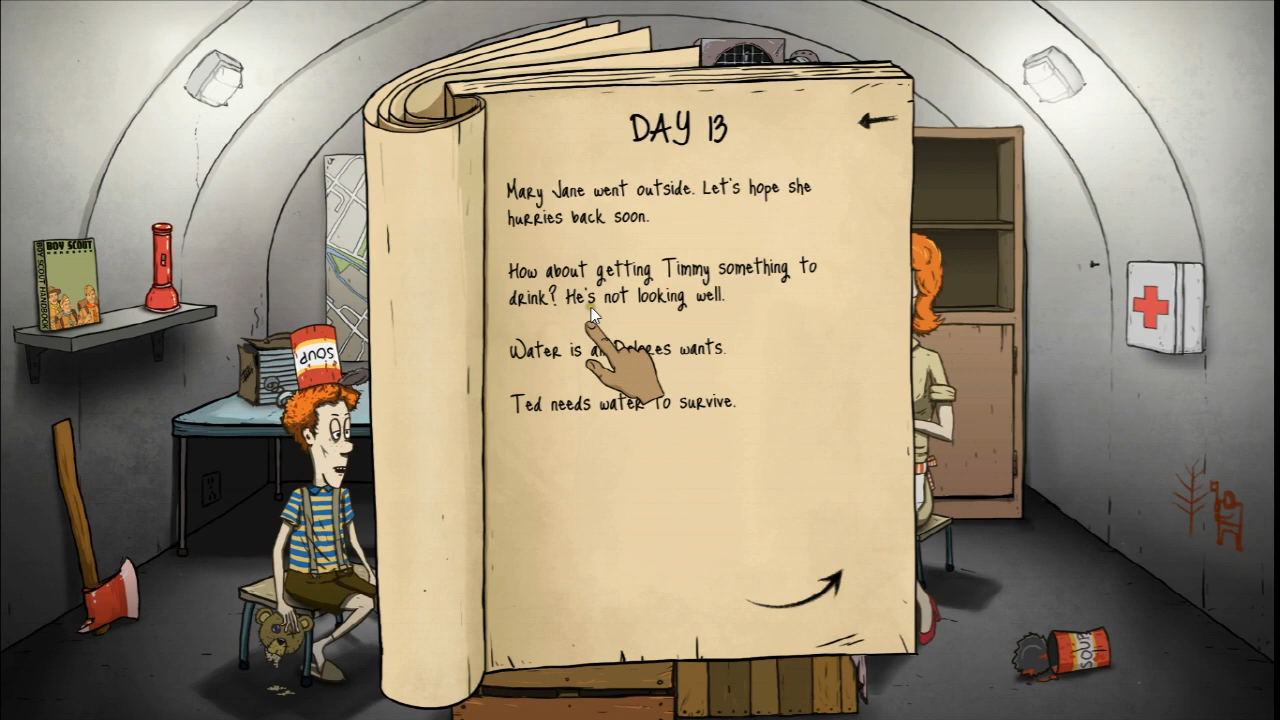 DAY 13
Mary Jane went outside. Let's hope she
hurries back soon.
How about getting Timmy something to
drink? He's not looking well.
Water is all Dolores wants.
Ted needs water to survive.
BOY SCOUT
BOY SCOUT HANDBOOK
SOUP
SOUP